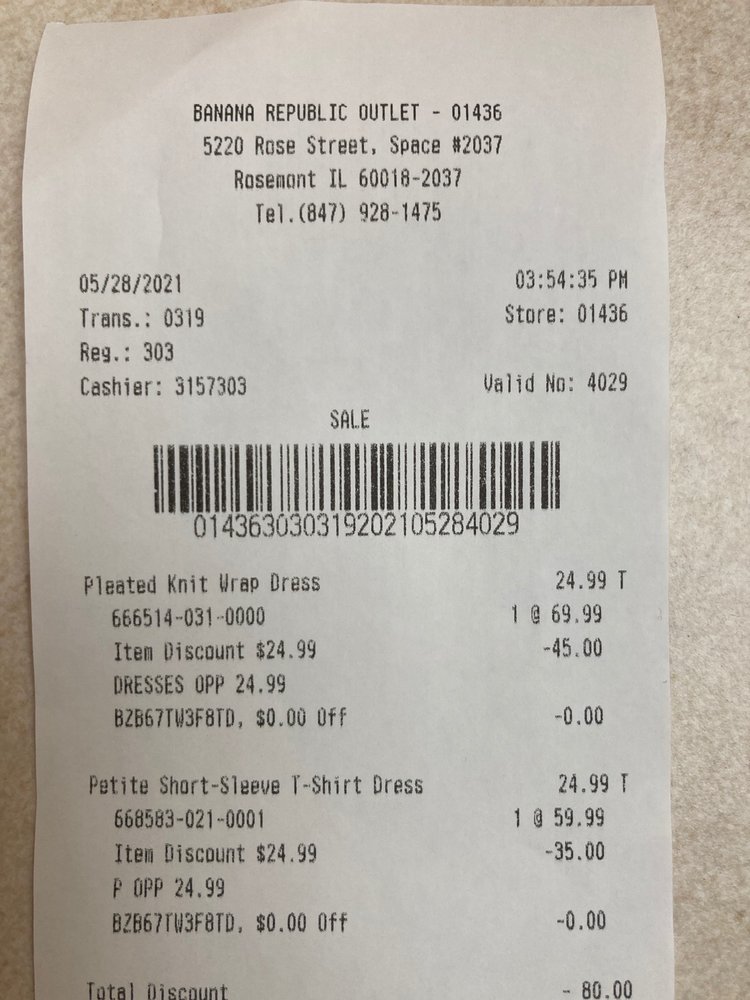 BANANA REPUBLIC OUTLET - 01436
5220 Rose Street, Space #2037
Rosemont IL 60018-2037
Tel.(847) 928-1475
05/28/2021 03:54:35 PM
Trans.: 0319 Store: 01436
Reg.: 303
Cashier: 3157303 Valid No: 4029
SALE
014363030319202105284029
Pleated Knit Wrap Dress 24.99 T
666514-031-0000 1 @ 69.99
Item Discount $24.99 -45.00
DRESSES OPP 24.99
BZB67TW3F8TD, $0.00 Off -0.00
Petite Short-Sleeve T-Shirt Dress 24.99 T
668583-021-0001 1 @ 59.99
Item Discount $24.99 -35.00
P OPP 24.99
BZB67TW3F8TD, $0.00 Off -0.00
Total Discount - 80.00